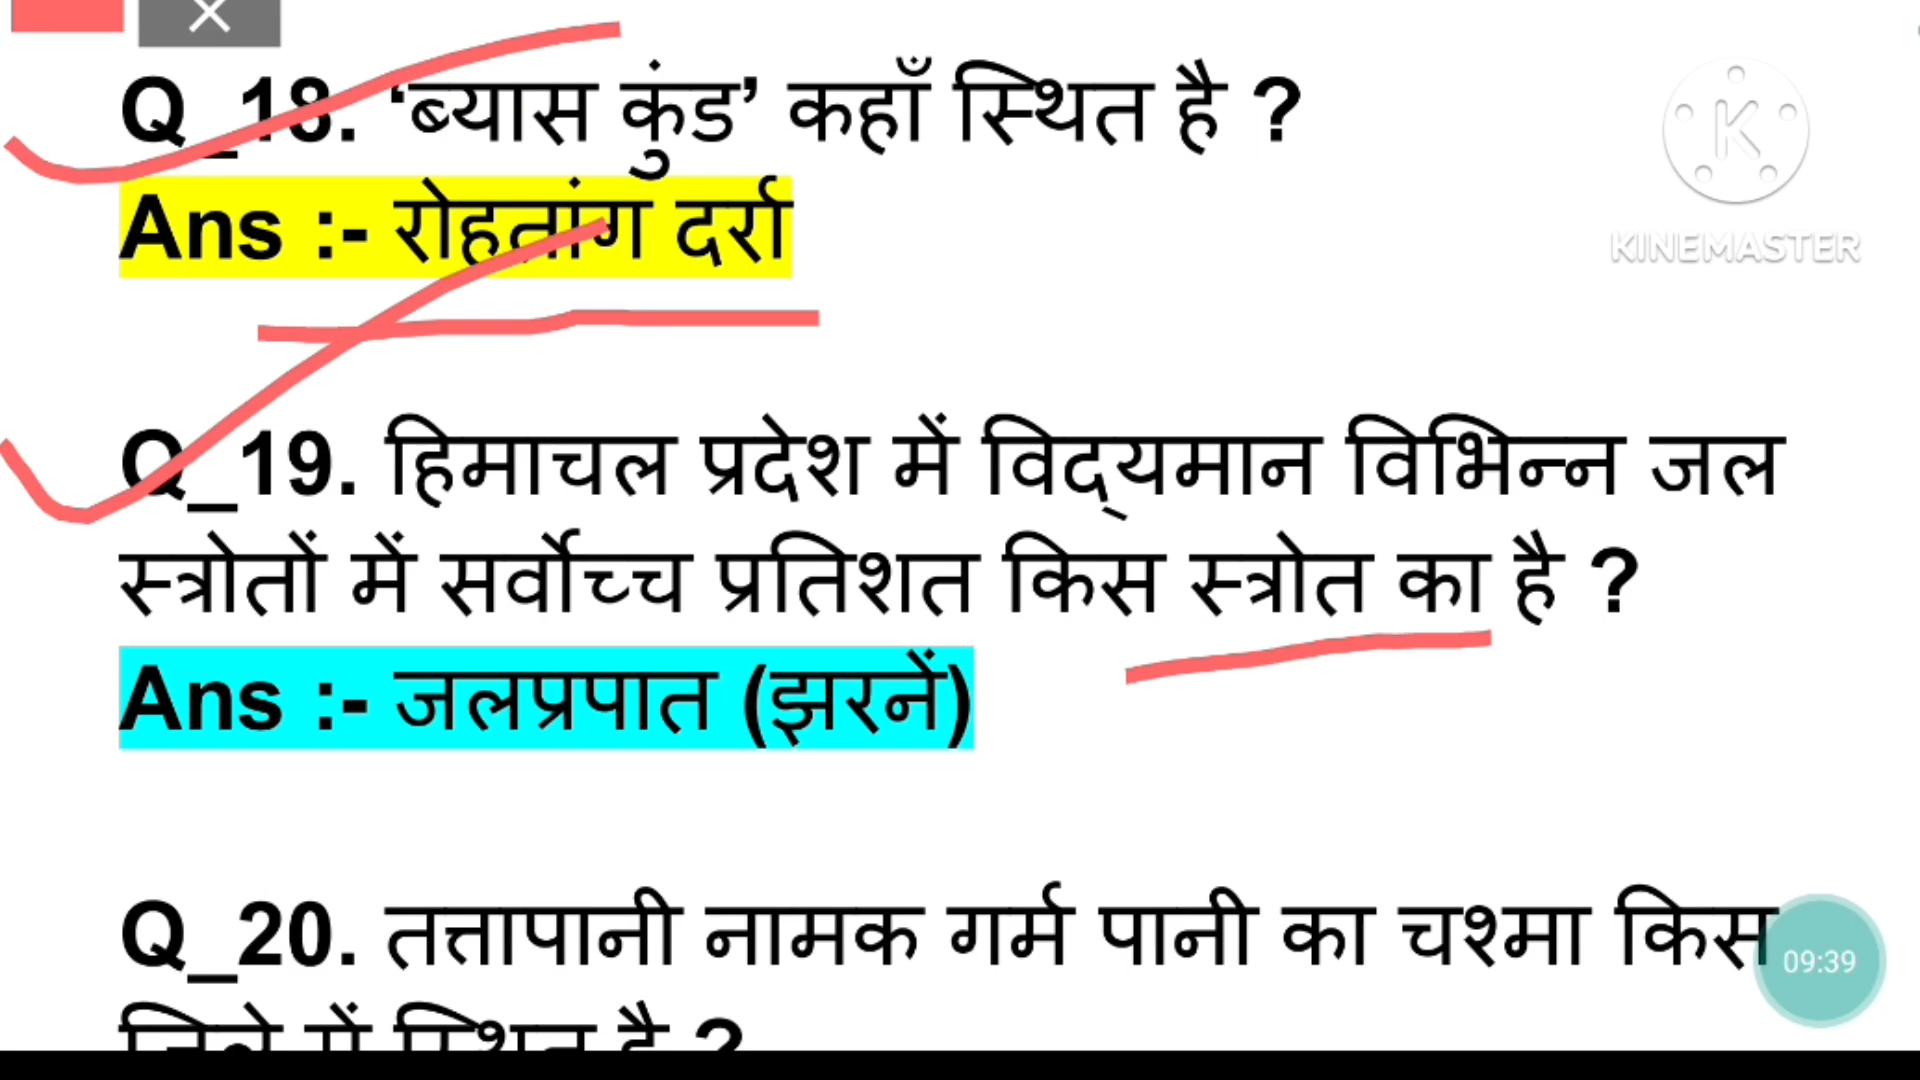 Q_18. ‘ब्यास कुंड’ कहाँ स्थित है ?
KINEMASTER
Ans :- रोहतांग दर्रा
Q_19. हिमाचल प्रदेश में विद्यमान विभिन्न जल
स्त्रोतों में सर्वोच्च प्रतिशत किस स्त्रोत का है ?
Ans :- जलप्रपात (झरनें)
Q_20. तत्तापानी नामक गर्म पानी का चश्मा किस
09:39
जिले में स्थित है ?